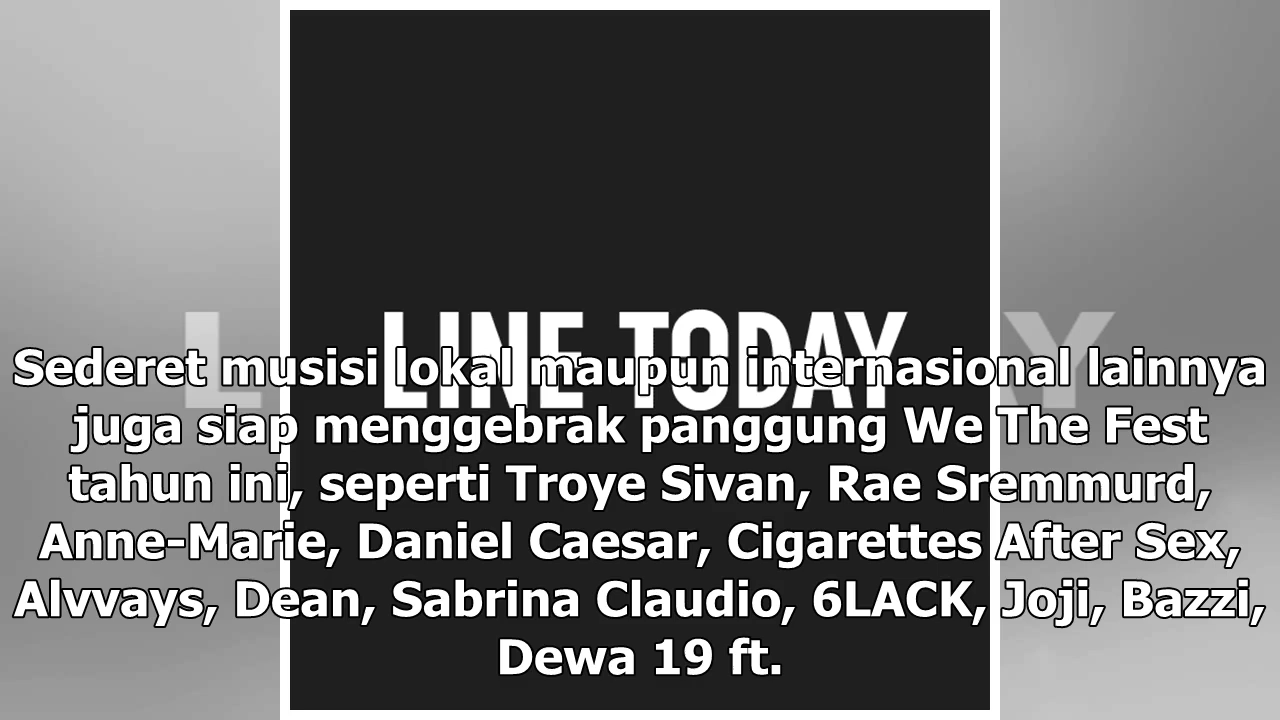 LINE TODAY
Sederet musisi lokal maupun internasional lainnya
juga siap menggebrak panggung We The Fest
tahun ini, seperti Troye Sivan, Rae Sremmurd,
Anne-Marie, Daniel Caesar, Cigarettes After Sex,
Alvvays, Dean, Sabrina Claudio, 6LACK, Joji, Bazzi,
Dewa 19 ft.